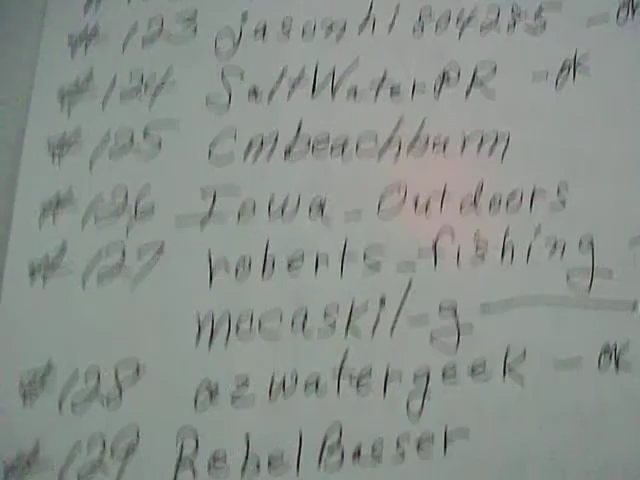 #123 jasonh1804285 - OK
#124 SaltWaterPR - OK
#125 Cmbeachbum
#126 Iowa_Outdoors
#127 roberts_fishing -
mccaskil-g
#128 azwatergeek - OK
#129 RebelBasser